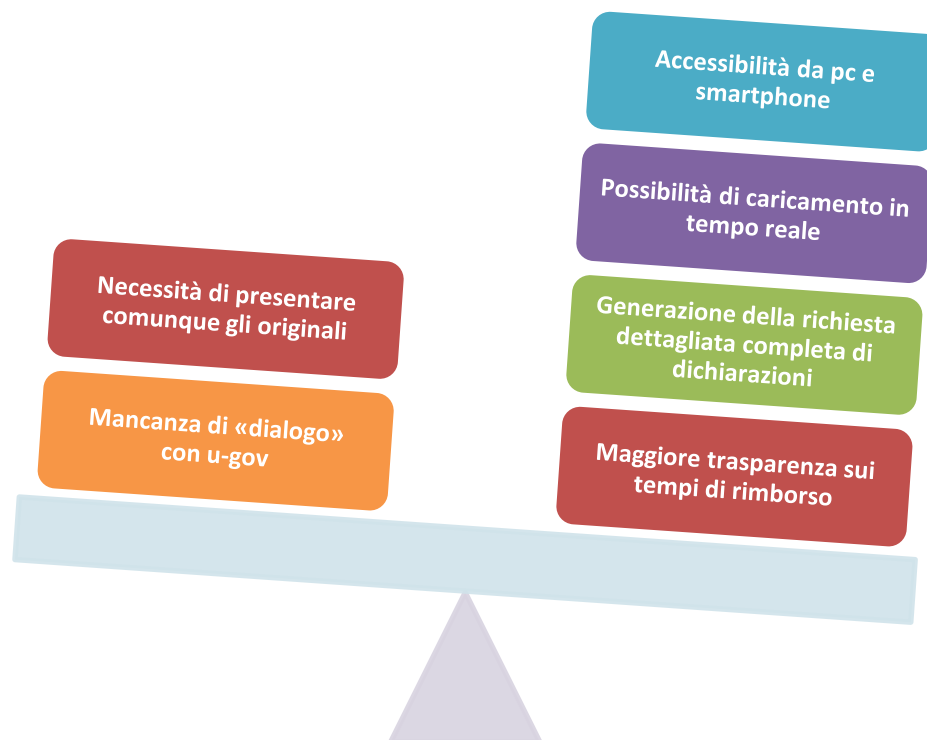 Necessità di presentare
comunque gli originali
Mancanza di «dialogo»
con u-gov
Accessibilità da pc e
smartphone
Possibilità di caricamento in
tempo reale
Generazione della richiesta
dettagliata completa di
dichiarazioni
Maggiore trasparenza sui
tempi di rimborso